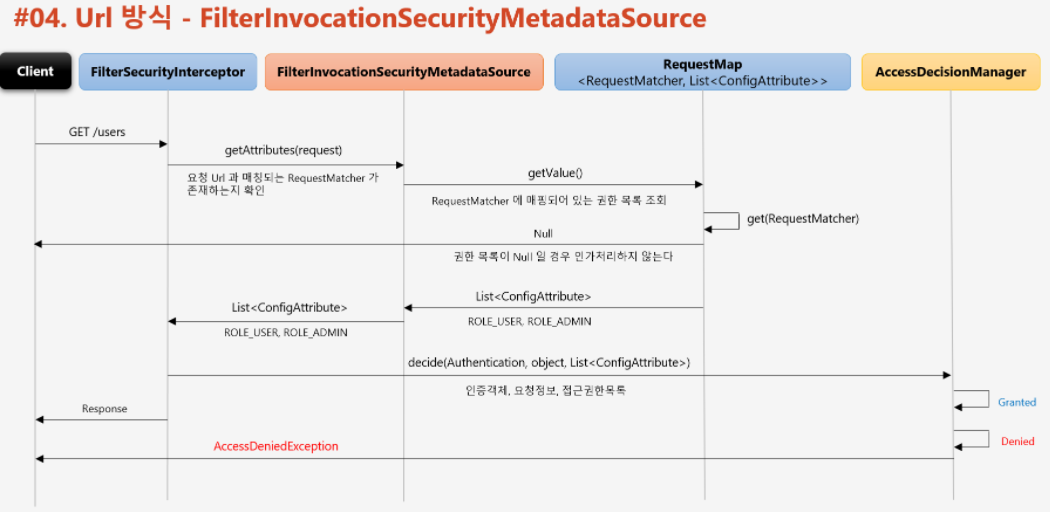 #04. Url 방식 - FilterInvocationSecurityMetadataSource
Client
FilterSecurityInterceptor
FilterInvocationSecurityMetadataSource
RequestMap
<RequestMatcher, List<ConfigAttribute>>
AccessDecisionManager
GET /users
getAttributes(request)
요청 Url 과 매칭되는 RequestMatcher 가
존재하는지 확인
getValue()
RequestMatcher 에 매핑되어 있는 권한 목록 조회
get(RequestMatcher)
Null
권한 목록이 Null 일 경우 인가처리하지 않는다
List<ConfigAttribute>
ROLE_USER, ROLE_ADMIN
List<ConfigAttribute>
ROLE_USER, ROLE_ADMIN
decide(Authentication, object, List<ConfigAttribute>)
인증객체, 요청정보, 접근권한목록
Granted
Response
Denied
AccessDeniedException